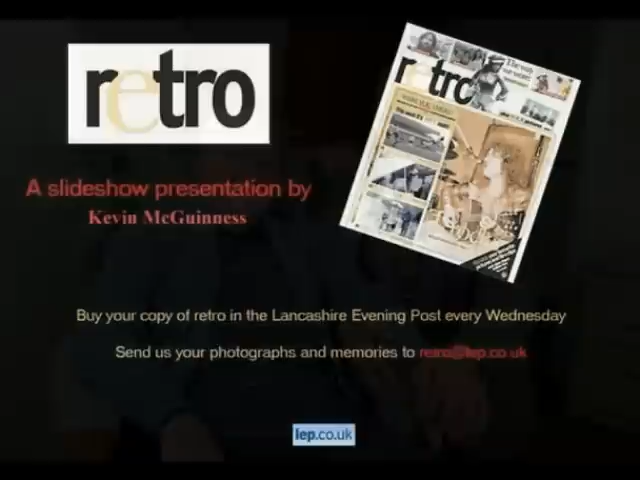 retro
A slideshow presentation by
Kevin McGuinness
retro
Buy your copy of retro in the Lancashire Evening Post every Wednesday
Send us your photographs and memories to retro@lep.co.uk
lep.co.uk